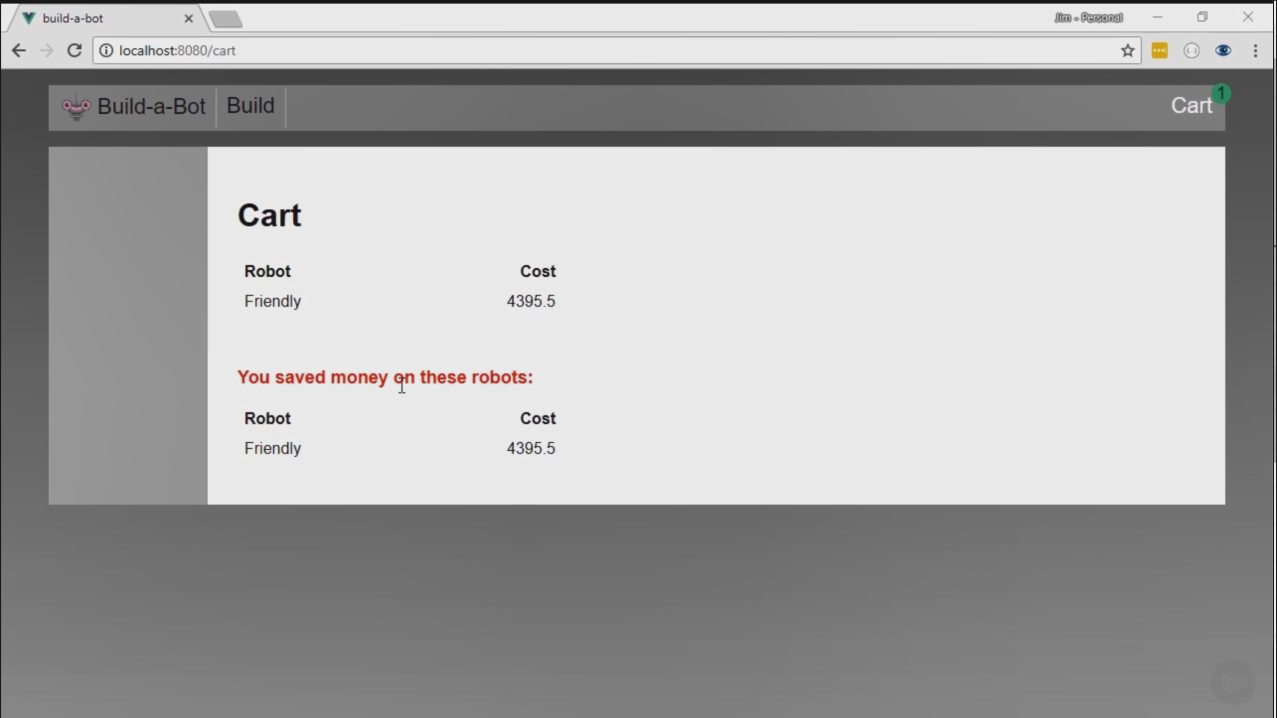 build-a-bot
Jim - Personal
localhost:8080/cart
Build-a-Bot Build Cart 1
Cart
Robot Cost
Friendly 4395.5
You saved money on these robots:
Robot Cost
Friendly 4395.5